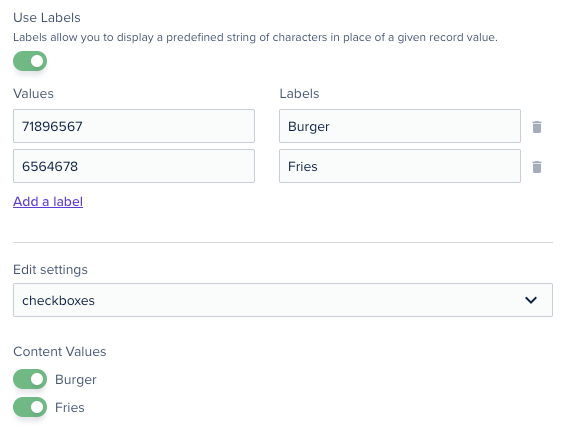 Use Labels
Labels allow you to display a predefined string of characters in place of a given record value.
Values Labels
71896567 Burger
6564678 Fries
Add a label
Edit settings
checkboxes
Content Values
Burger
Fries